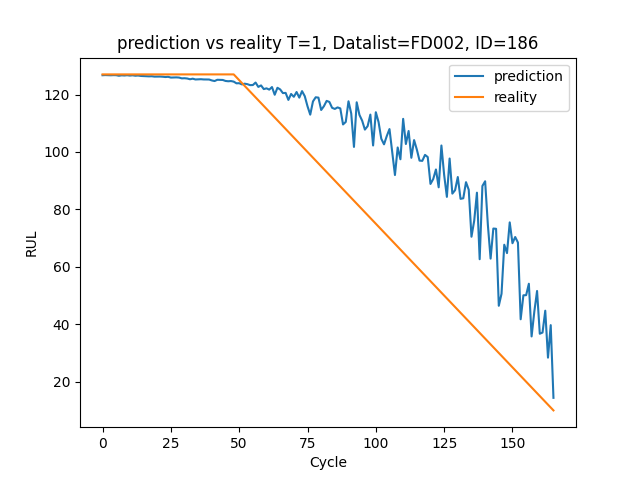 prediction vs reality T=1, Datalist=FD002, ID=186
prediction
reality
RUL
120
100
80
60
40
20
0 25 50 75 100 125 150
Cycle